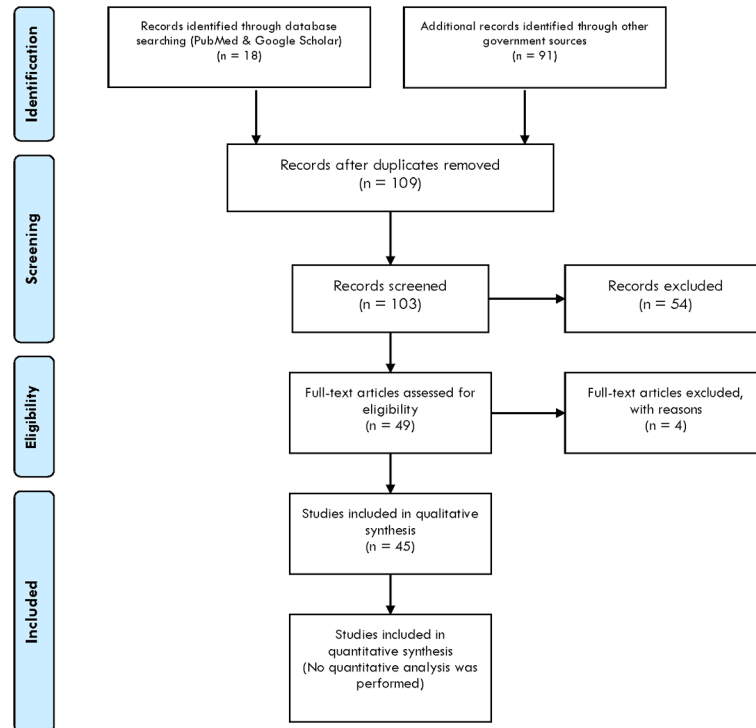 Identification
Records identified through database
searching (PubMed & Google Scholar)
(n = 18)
Additional records identified through other
government sources
(n = 91)
Records after duplicates removed
(n = 109)
Screening
Records screened
(n = 103)
Records excluded
(n = 54)
Eligibility
Full-text articles assessed for
eligibility
(n = 49)
Full-text articles excluded,
with reasons
(n = 4)
Included
Studies included in qualitative
synthesis
(n = 45)
Studies included in
quantitative synthesis
(No quantitative analysis was
performed)